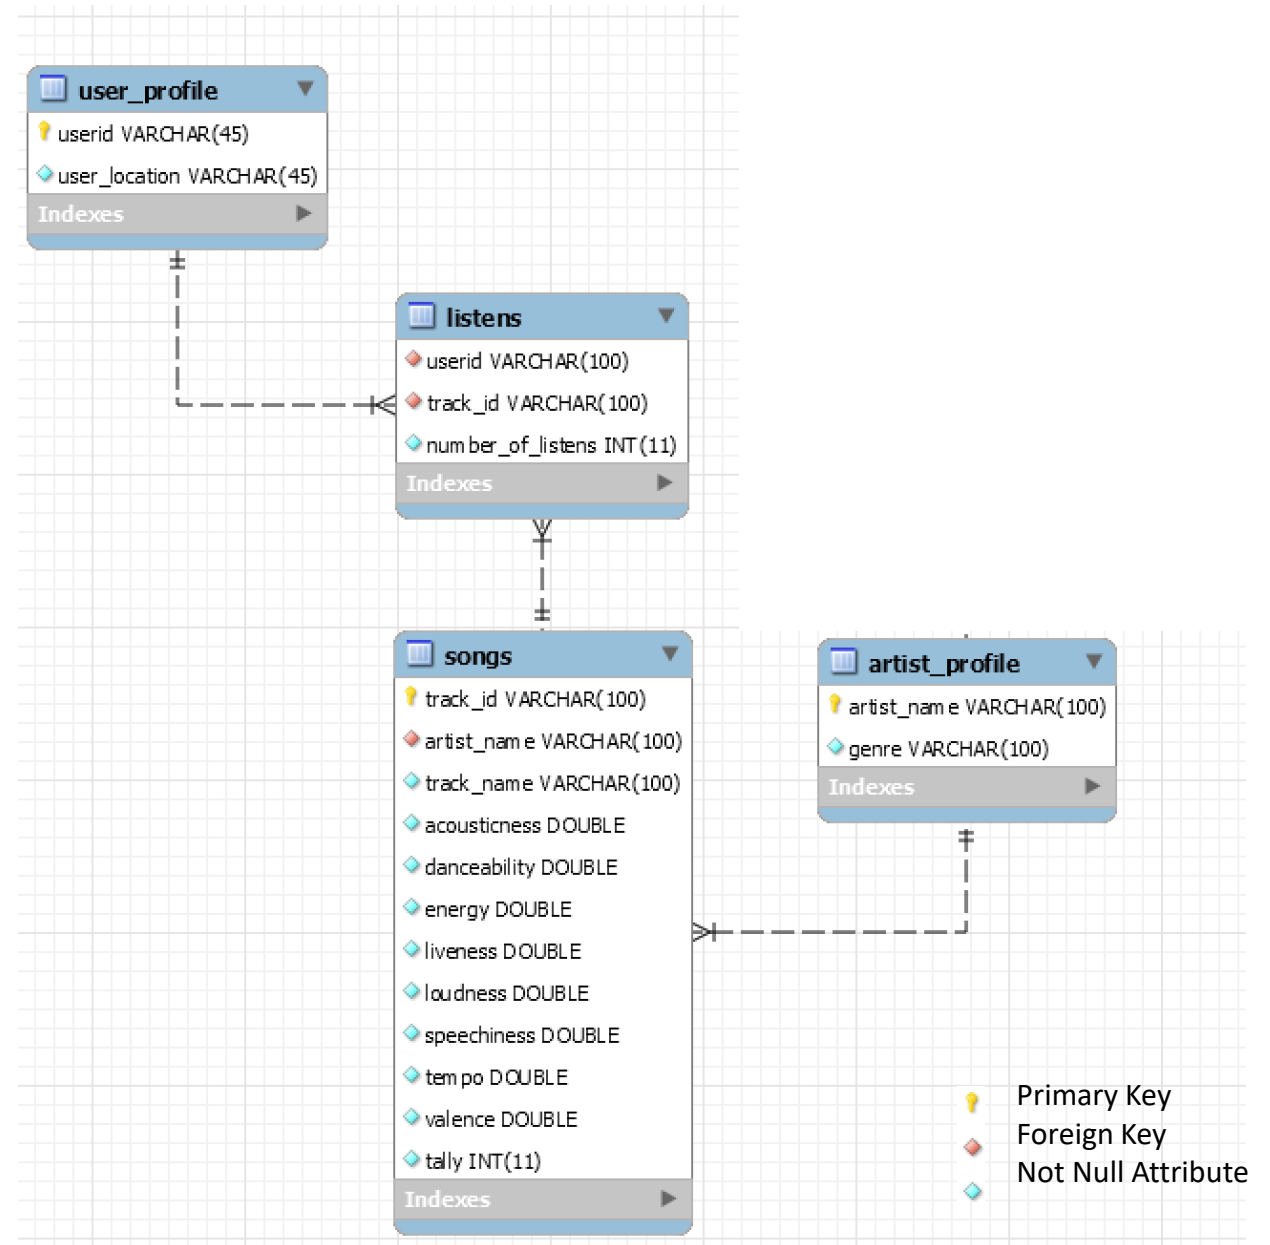 user_profile
userid VARCHAR(45)
user_location VARCHAR(45)
Indexes
listens
userid VARCHAR(100)
track_id VARCHAR(100)
number_of_listens INT(11)
Indexes
songs
track_id VARCHAR(100)
artist_name VARCHAR(100)
track_name VARCHAR(100)
acousticness DOUBLE
danceability DOUBLE
energy DOUBLE
liveness DOUBLE
loudness DOUBLE
speechiness DOUBLE
tempo DOUBLE
valence DOUBLE
tally INT(11)
Indexes
artist_profile
artist_name VARCHAR(100)
genre VARCHAR(100)
Indexes
Primary Key
Foreign Key
Not Null Attribute